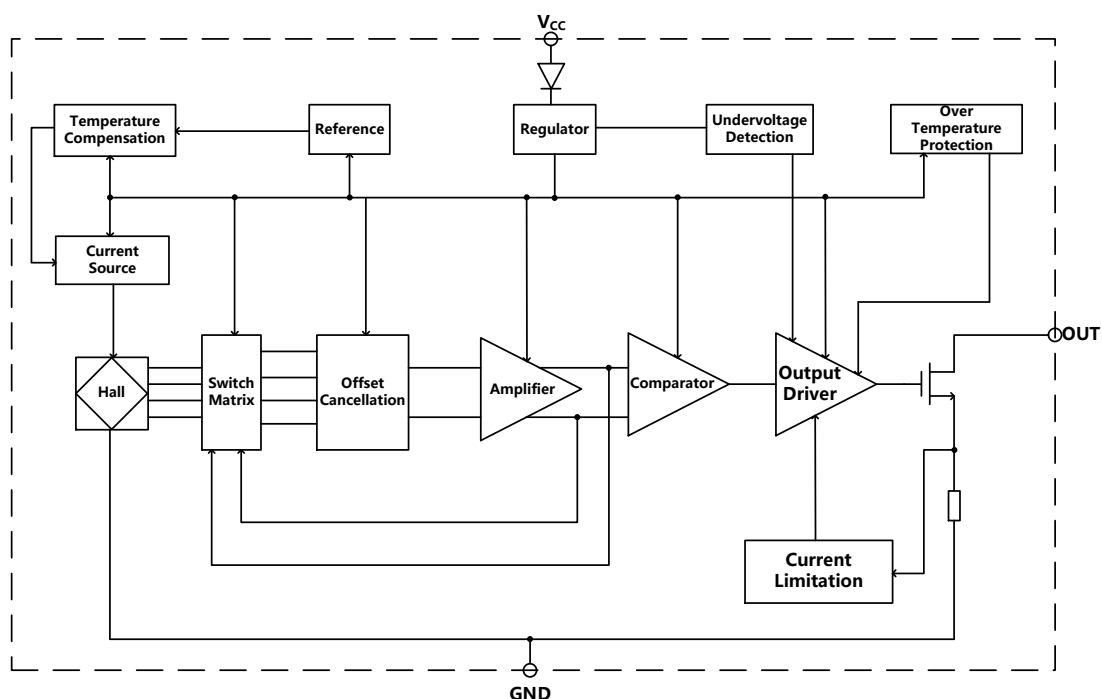 VCC
Temperature
Compensation
Reference
Regulator
Undervoltage
Detection
Over
Temperature
Protection
Current
Source
OUT
Hall
Switch
Matrix
Offset
Cancellation
Amplifier
Comparator
Output
Driver
Current
Limitation
GND